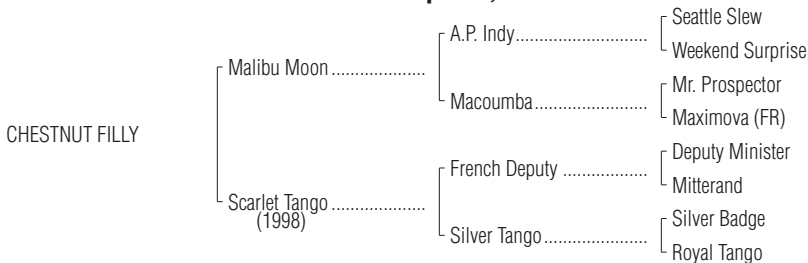 Seattle Slew
A.P. Indy..................................
Weekend Surprise
Malibu Moon ....................
Mr. Prospector
Macoumba.............................
Maximova (FR)
CHESTNUT FILLY
Deputy Minister
French Deputy ......................
Mitterand
Scarlet Tango ....................
(1998)
Silver Badge
Silver Tango...........................
Royal Tango